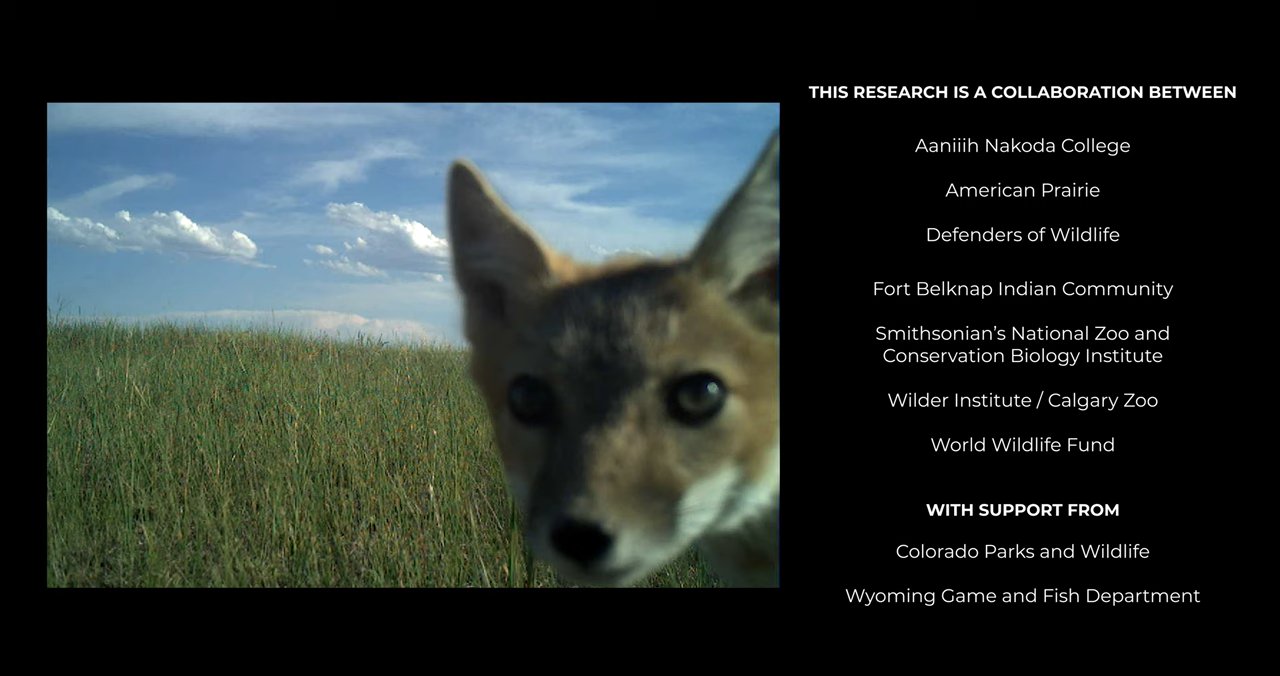 THIS RESEARCH IS A COLLABORATION BETWEEN
Aaniiih Nakoda College
American Prairie
Defenders of Wildlife
Fort Belknap Indian Community
Smithsonian’s National Zoo and
Conservation Biology Institute
Wilder Institute / Calgary Zoo
World Wildlife Fund
WITH SUPPORT FROM
Colorado Parks and Wildlife
Wyoming Game and Fish Department